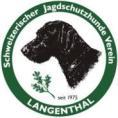 Schweizerischer Jagdschutzhunde Verein
seit 1975
LANGENTHAL